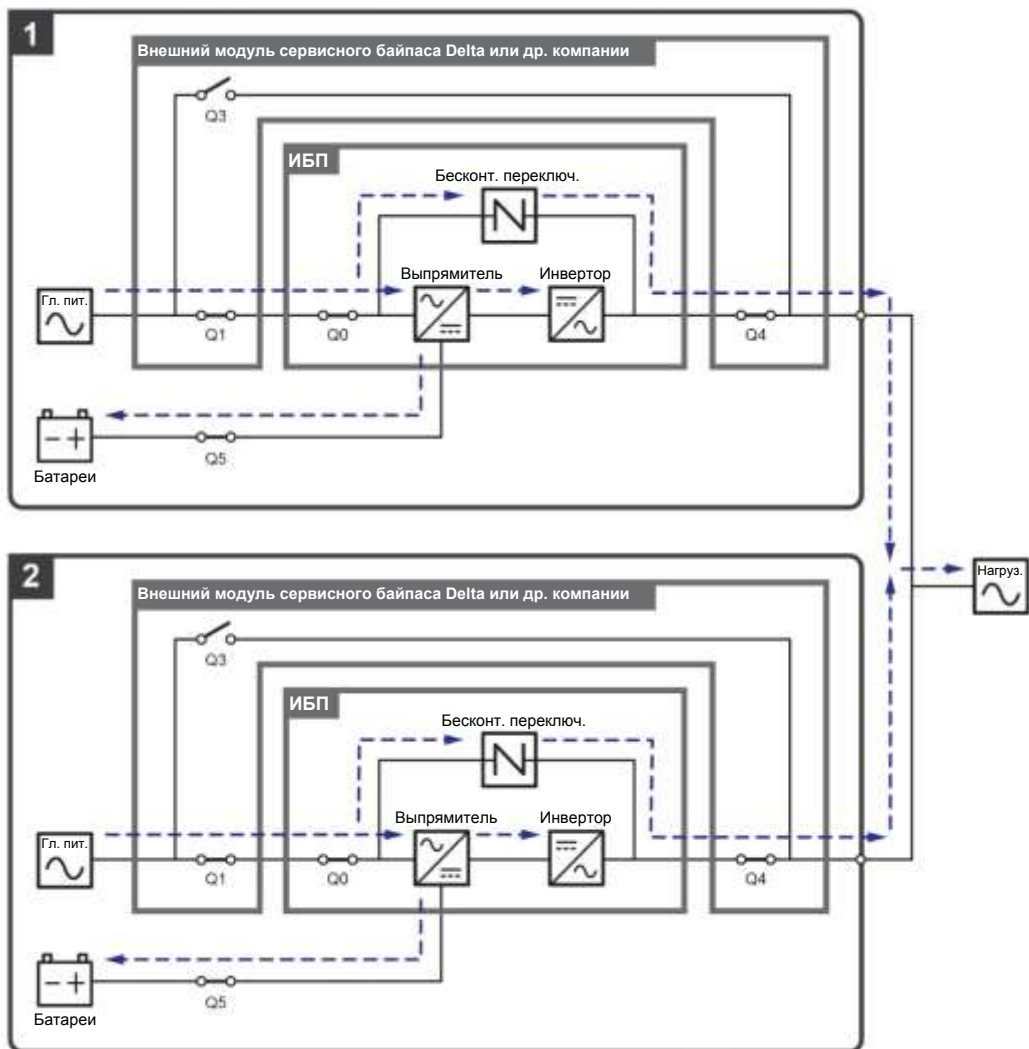 1
Внешний модуль сервисного байпаса Delta или др. компании
Q3
ИБП
Бесконт. переключ.
Выпрямитель
Инвертор
Гл. пит.
Q1
Q0
Q4
Q5
Батареи
2
Нагруз.
Внешний модуль сервисного байпаса Delta или др. компании
Q3
ИБП
Бесконт. переключ.
Выпрямитель
Инвертор
Гл. пит.
Q1
Q0
Q4
Q5
Батареи